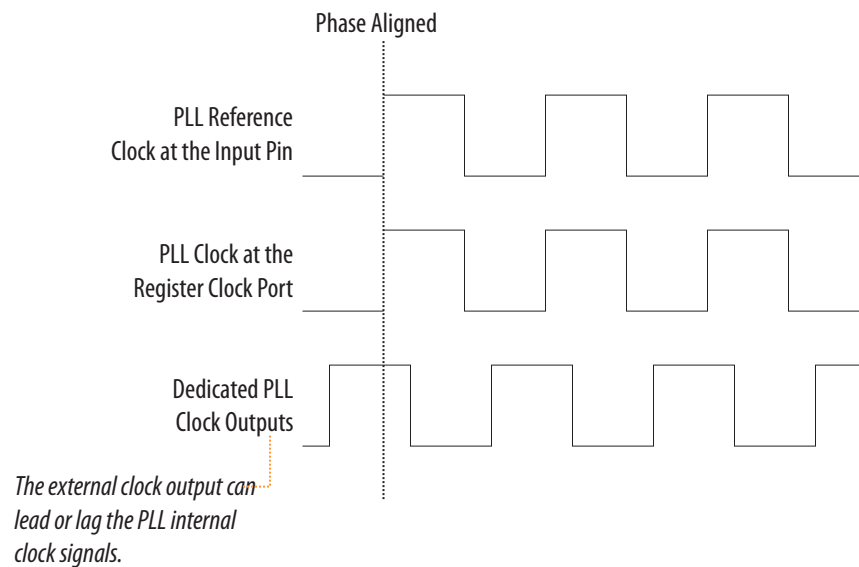 Phase Aligned
PLL Reference
Clock at the Input Pin
PLL Clock at the
Register Clock Port
Dedicated PLL
Clock Outputs
The external clock output can
lead or lag the PLL internal
clock signals.